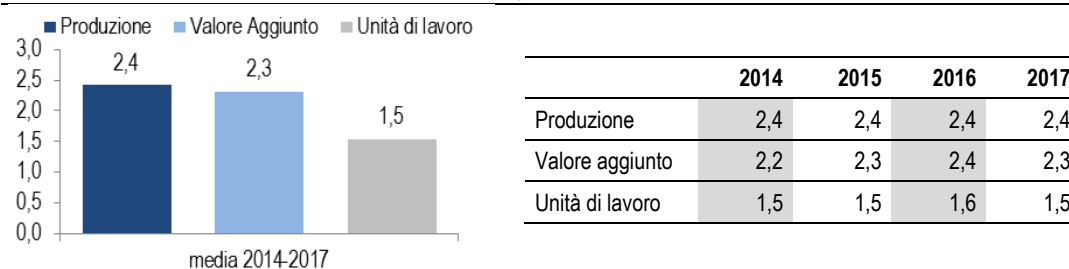 Produzione Valore Aggiunto Unità di lavoro
3,0
2,5
2,0
1,5
1,0
0,5
0,0
2,4
2,3
1,5
media 2014-2017
2014 2015 2016 2017
Produzione 2,4 2,4 2,4 2,4
Valore aggiunto 2,2 2,3 2,4 2,3
Unità di lavoro 1,5 1,5 1,6 1,5